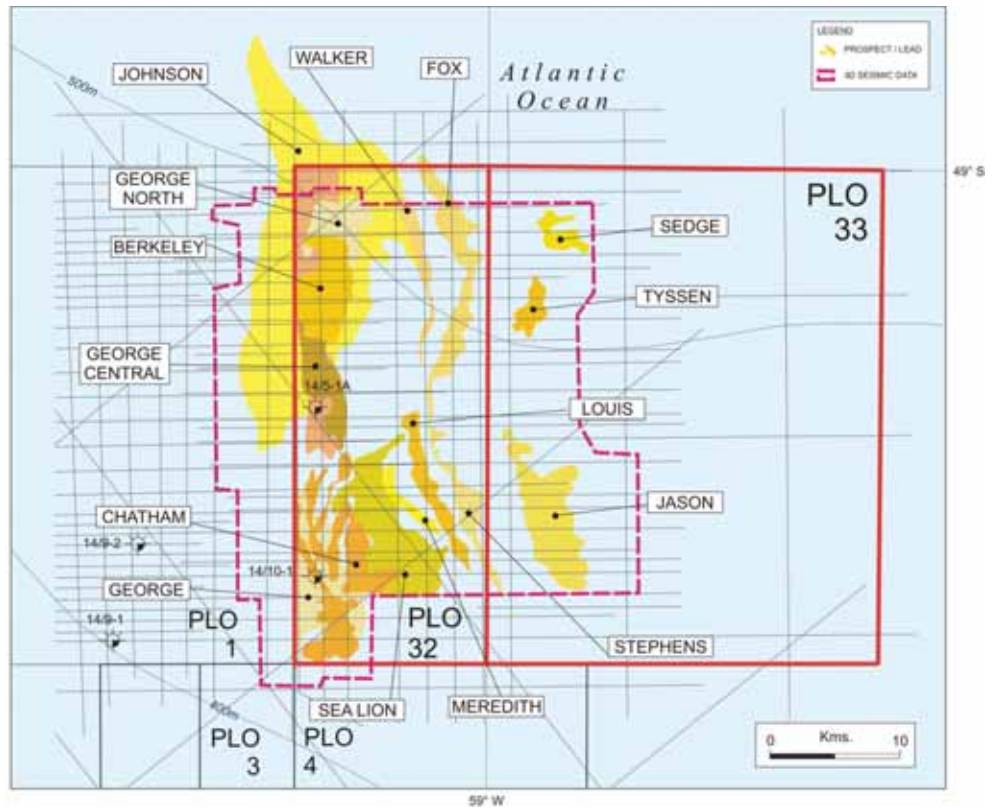 LEGEND
PROSPECT / LEAD
3D SEISMIC DATA
WALKER
FOX
JOHNSON
Atlantic
Ocean
500m
49° S
GEORGE
NORTH
PLO
33
SEDGE
BERKELEY
TYSSEN
GEORGE
CENTRAL
14/5-1A
LOUIS
CHATHAM
JASON
14/9-2
14/10-1
GEORGE
14/9-1
PLO
1
PLO
32
STEPHENS
SEA LION
MEREDITH
400m
PLO
3
PLO
4
0 Kms. 10
59° W